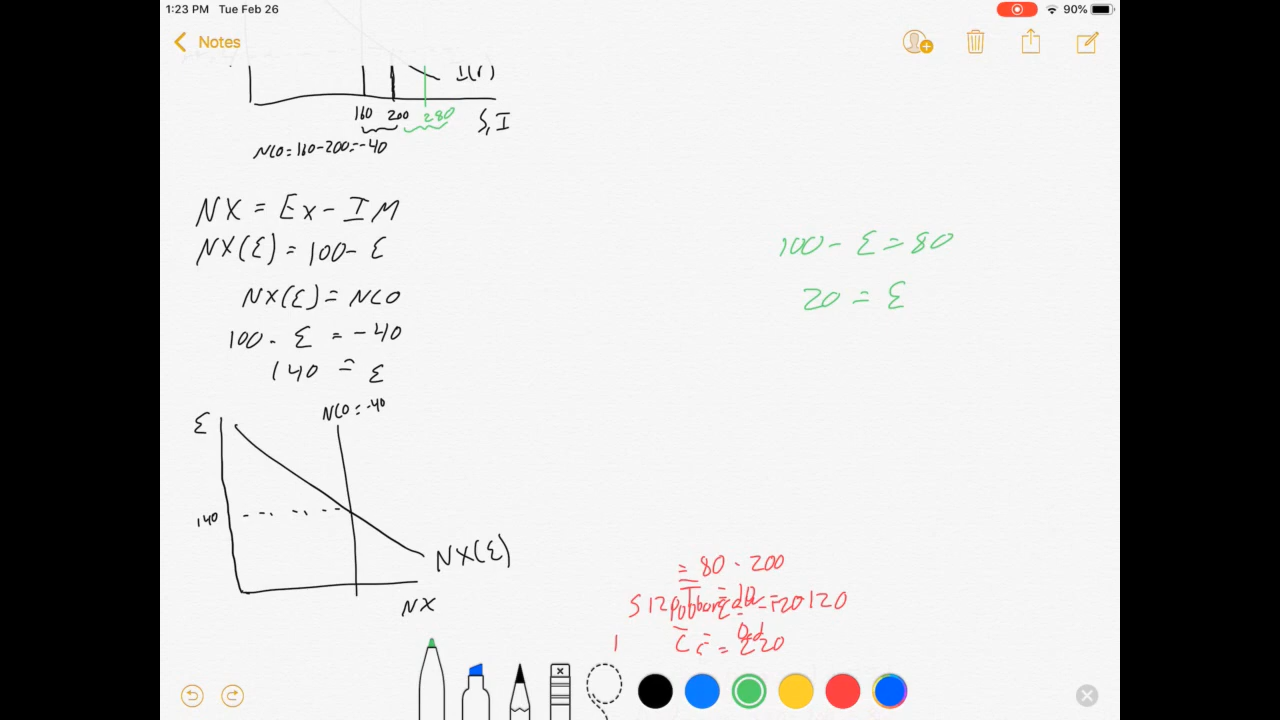 1:23 PM Tue Feb 26
90%
Notes
I(r)
160 200 280
S, I
NCO = 160 - 200 = -40
NX = Ex - IM
NX(ε) = 100 - ε
NX(ε) = NCO
100 - ε = -40
140 = ε
100 - ε = 80
20 = ε
NCO = -40
ε
140
NX(ε)
NX
= 80 - 200